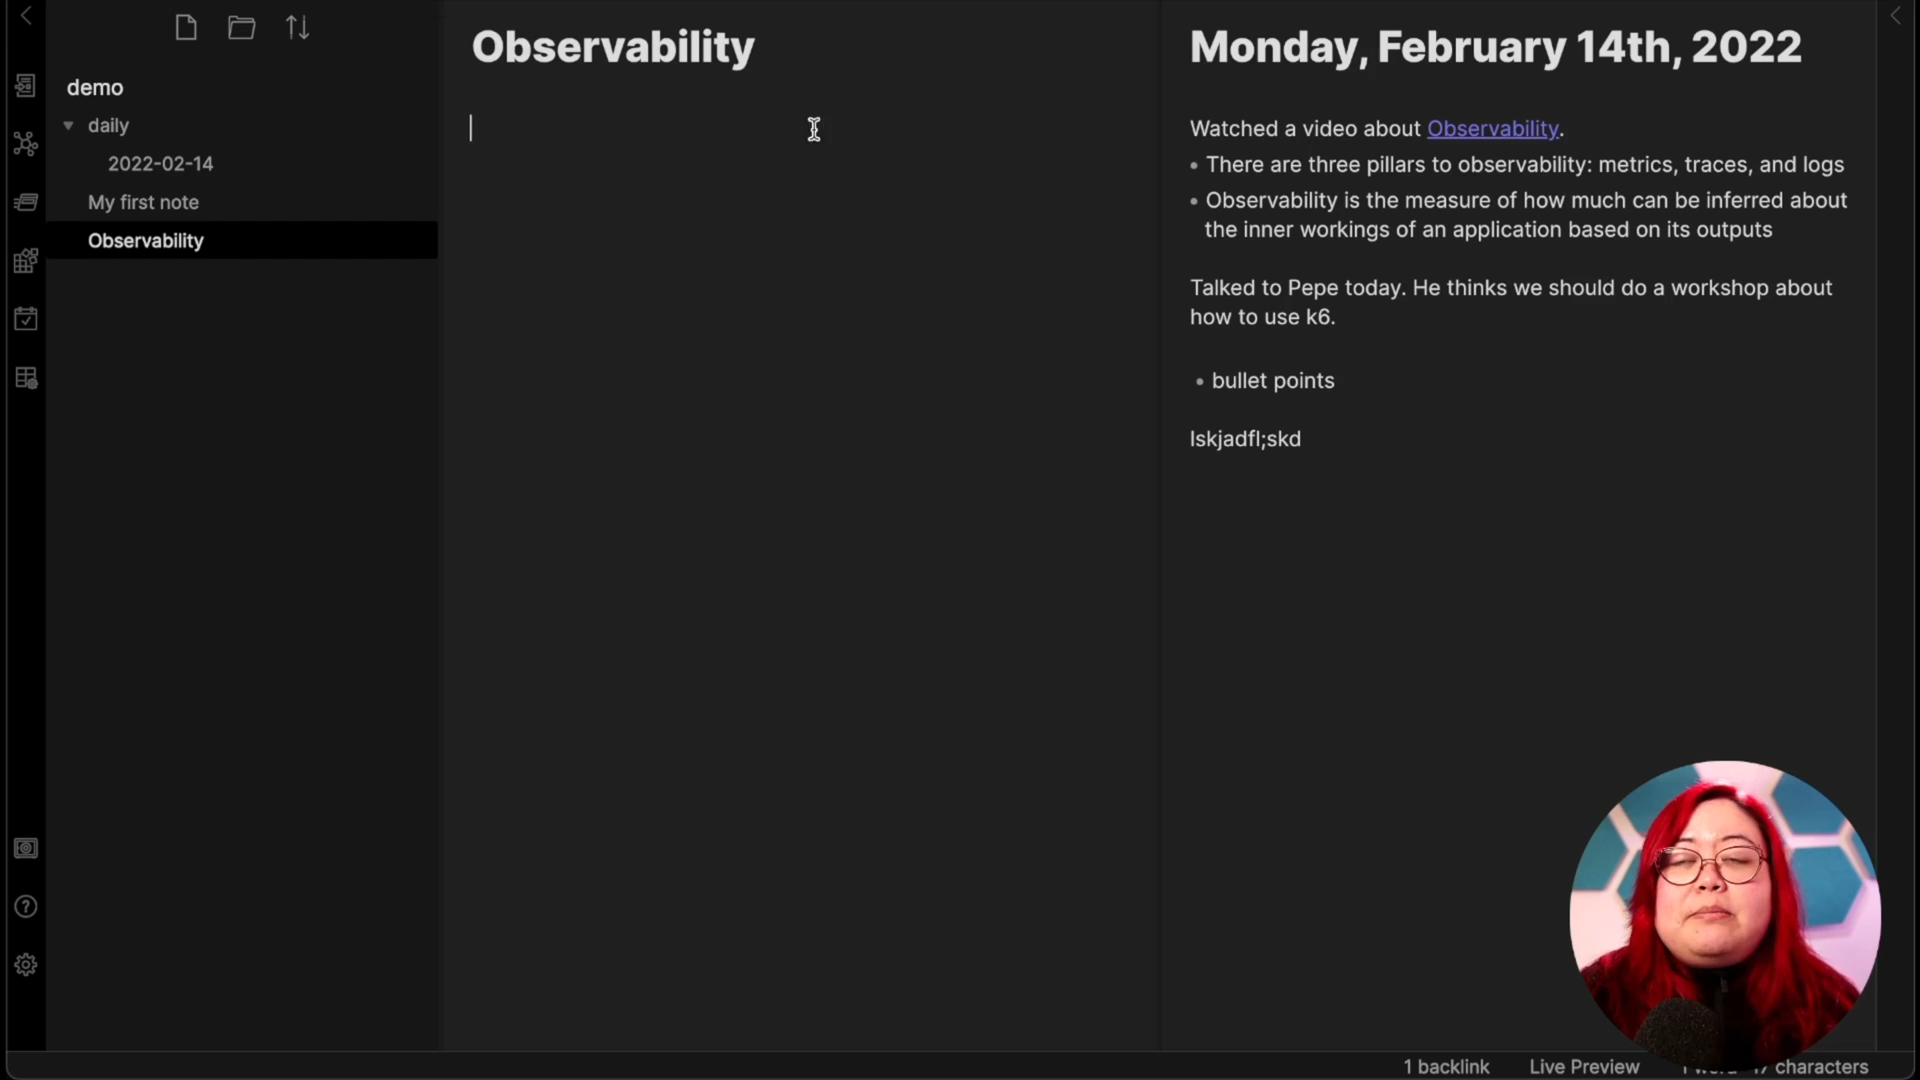 demo
daily
2022-02-14
My first note
Observability
Observability
Monday, February 14th, 2022
Watched a video about Observability.
• There are three pillars to observability: metrics, traces, and logs
• Observability is the measure of how much can be inferred about
the inner workings of an application based on its outputs
Talked to Pepe today. He thinks we should do a workshop about
how to use k6.
• bullet points
lskjadfl;skd
1 backlink
Live Preview
1 word
17 characters